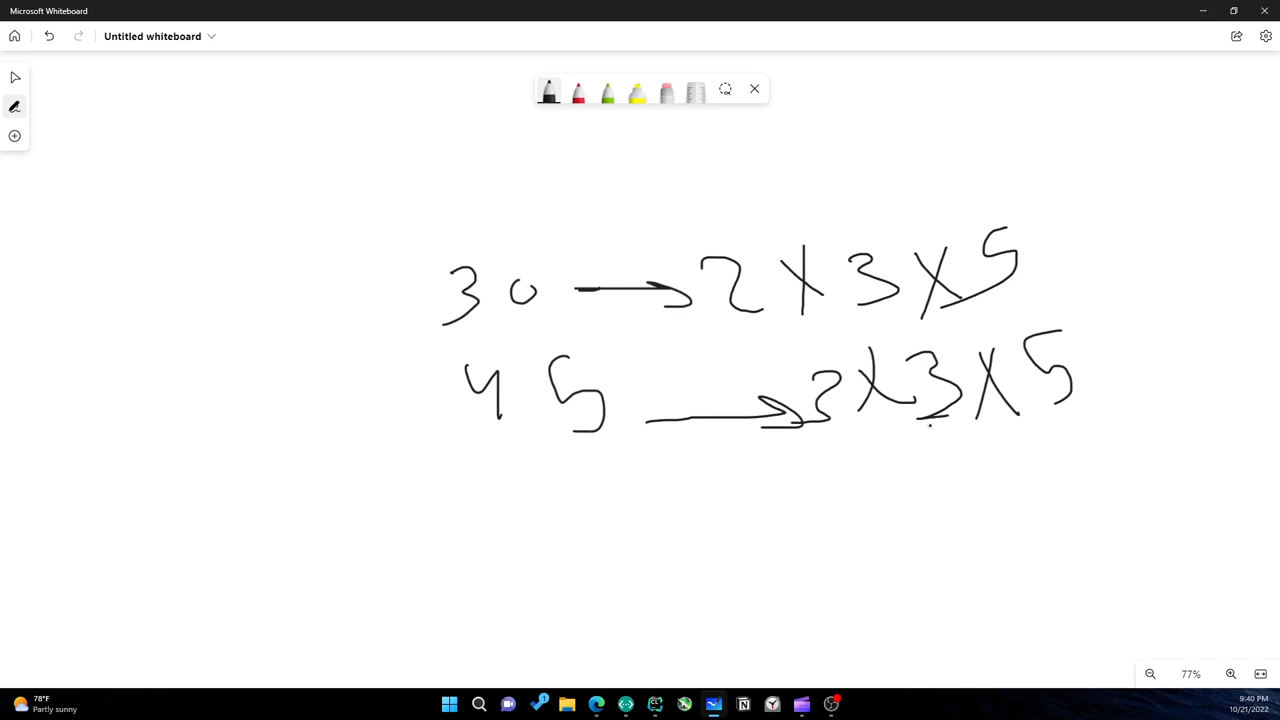 Microsoft Whiteboard
Untitled whiteboard
30 → 2 X 3 X 5
45 → 3 X 3 X 5
77%
78°F
Partly sunny
1
9:40 PM
10/21/2022